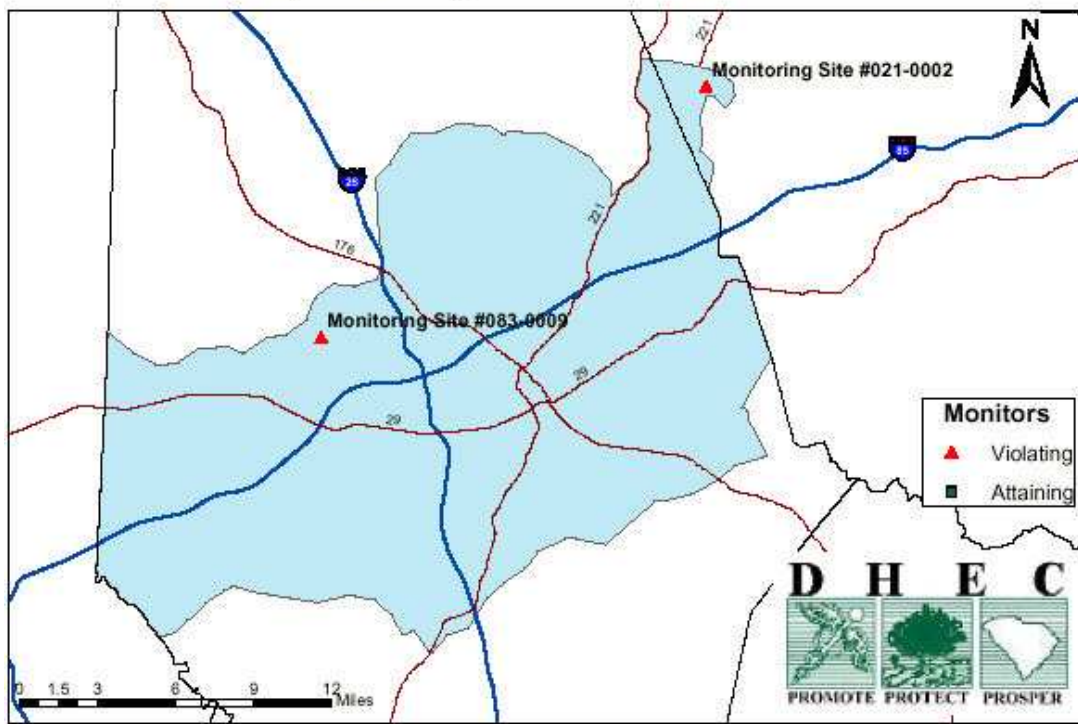 221
N
Monitoring Site #021-0002
85
26
221
176
Monitoring Site #083-0009
29
29
Monitors
Violating
Attaining
D H E C
PROMOTE PROTECT PROSPER
0 1.5 3 6 9 12
Miles